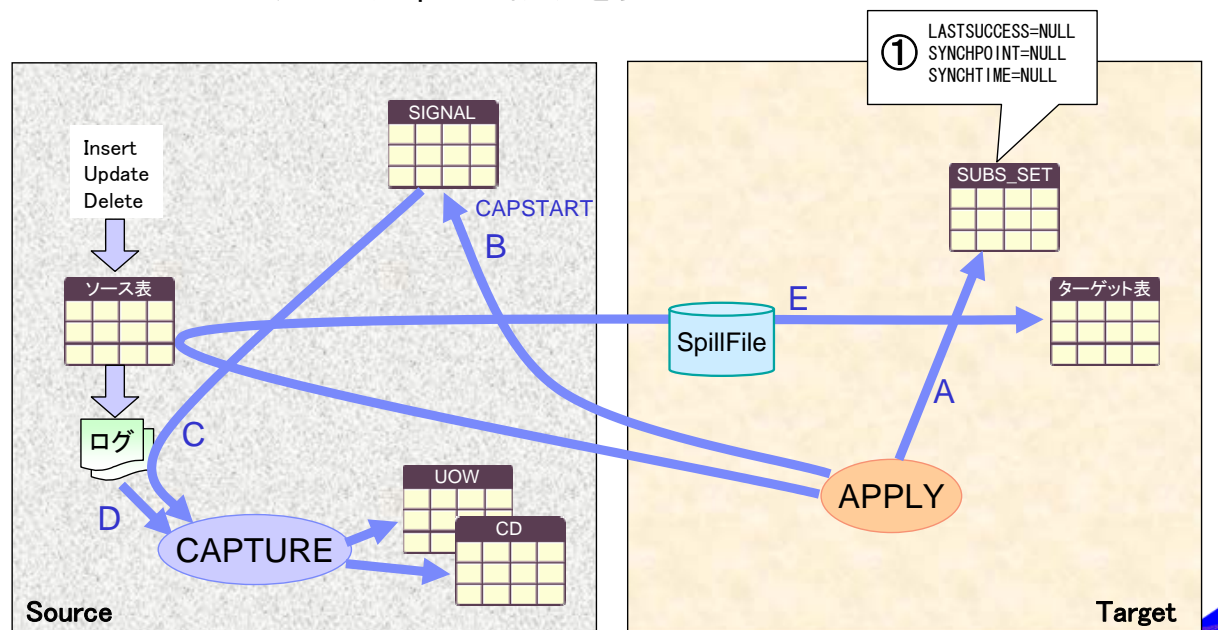 ①
LASTSUCCESS=NULL
SYNCHPOINT=NULL
SYNCHTIME=NULL
SIGNAL
Insert
Update
Delete
SUBS_SET
CAPSTART
B
ソース表
E
ターゲット表
SpillFile
A
ログ
C
UOW
APPLY
D
CD
CAPTURE
Source
Target